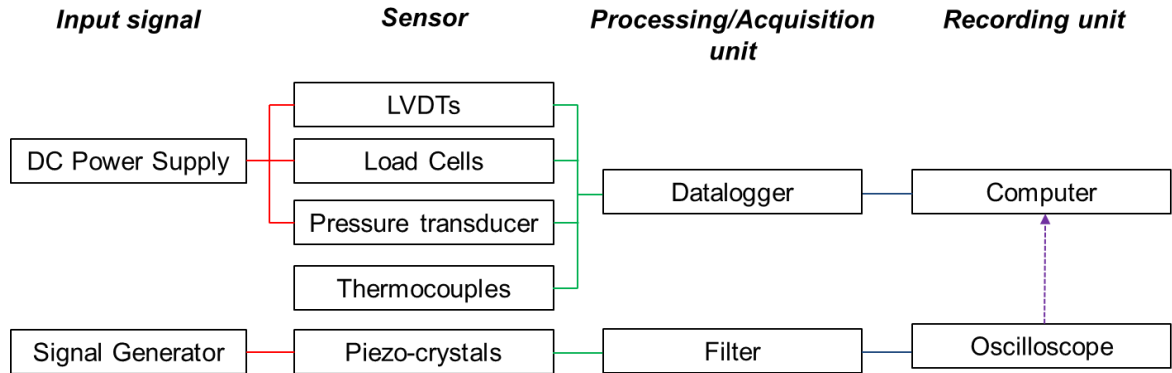 Input signal
Sensor
Processing/Acquisition
unit
Recording unit
LVDTs
DC Power Supply
Load Cells
Datalogger
Computer
Pressure transducer
Thermocouples
Signal Generator
Piezo-crystals
Filter
Oscilloscope